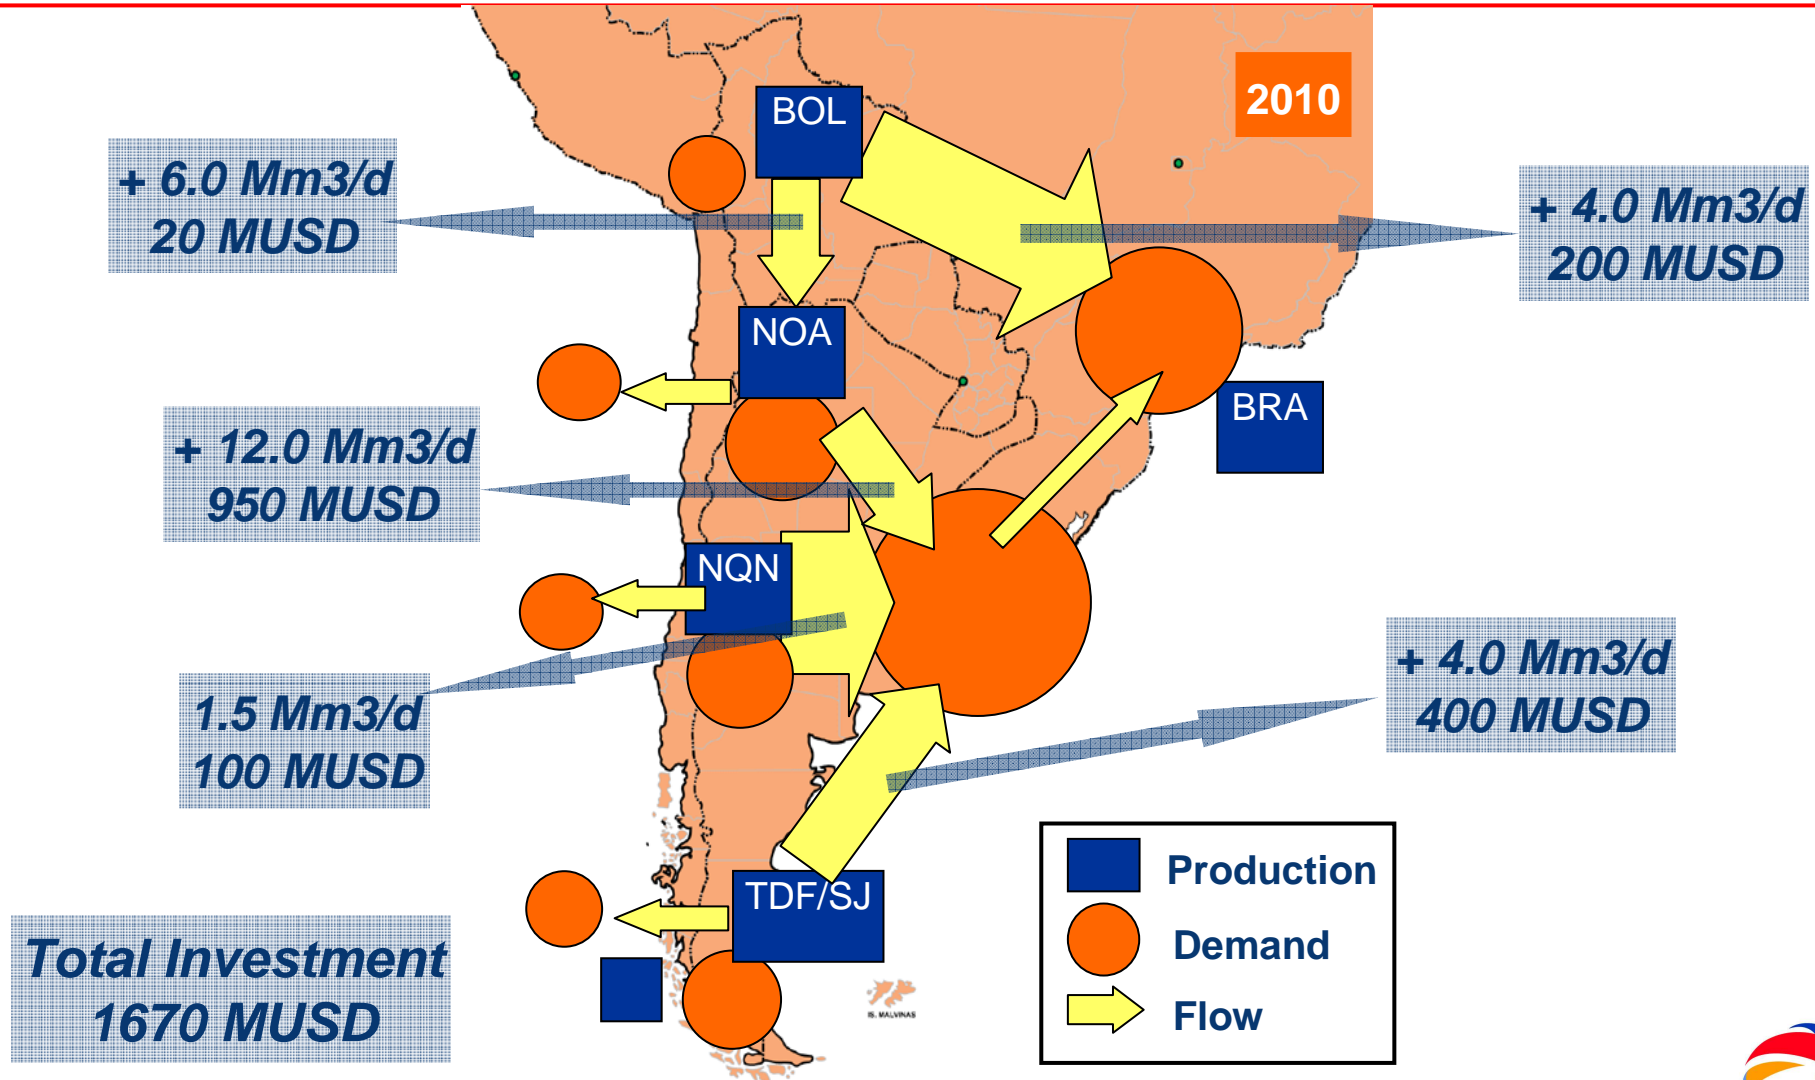 2010
BOL
+ 6.0 Mm3/d
20 MUSD
+ 4.0 Mm3/d
200 MUSD
NOA
BRA
+ 12.0 Mm3/d
950 MUSD
NQN
1.5 Mm3/d
100 MUSD
+ 4.0 Mm3/d
400 MUSD
TDF/SJ
Total Investment
1670 MUSD
IS. MALVINAS
Production
Demand
Flow